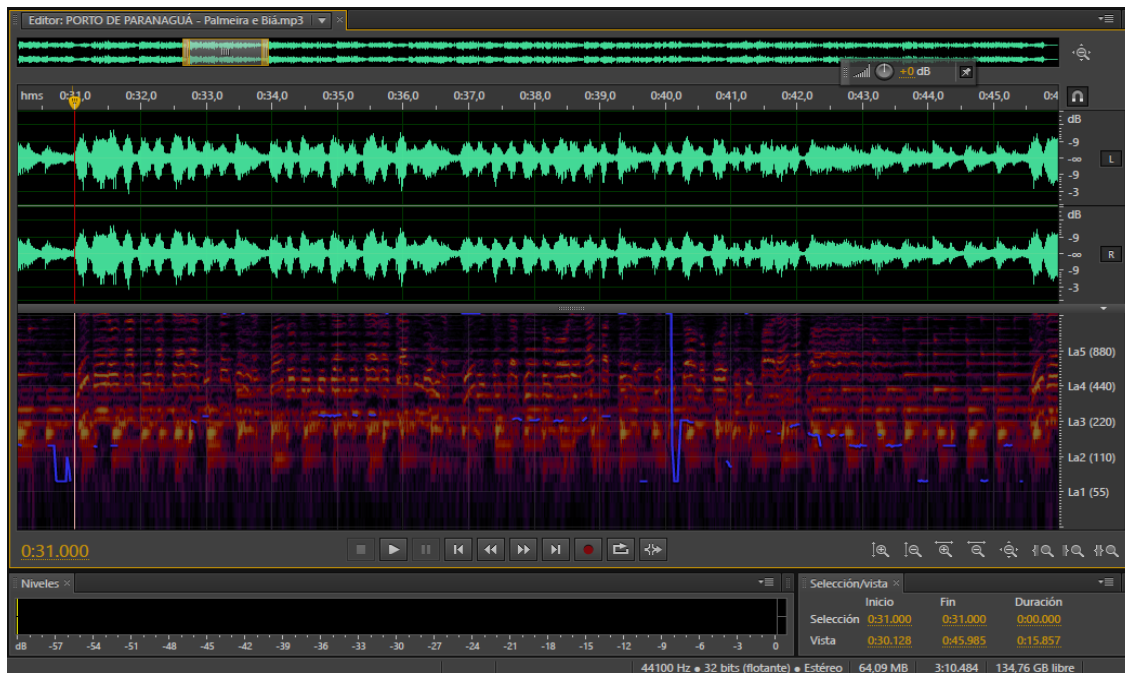 Editor: PORTO DE PARANAGUÁ - Palmeira e Biá.mp3
+0 dB
hms 0:31,0 0:32,0 0:33,0 0:34,0 0:35,0 0:36,0 0:37,0 0:38,0 0:39,0 0:40,0 0:41,0 0:42,0 0:43,0 0:44,0 0:45,0 0:4
dB
-9
-∞ L
-9
-3
dB
-9
-∞ R
-9
-3
La5 (880)
La4 (440)
La3 (220)
La2 (110)
La1 (55)
0:31.000
Niveles
dB -57 -54 -51 -48 -45 -42 -39 -36 -33 -30 -27 -24 -21 -18 -15 -12 -9 -6 -3 0
Selección/vista
Inicio Fin Duración
Selección 0:31.000 0:31.000 0:00.000
Vista 0:30.128 0:45.985 0:15.857
44100 Hz ● 32 bits (flotante) ● Estéreo 64,09 MB 3:10.484 134,76 GB libre